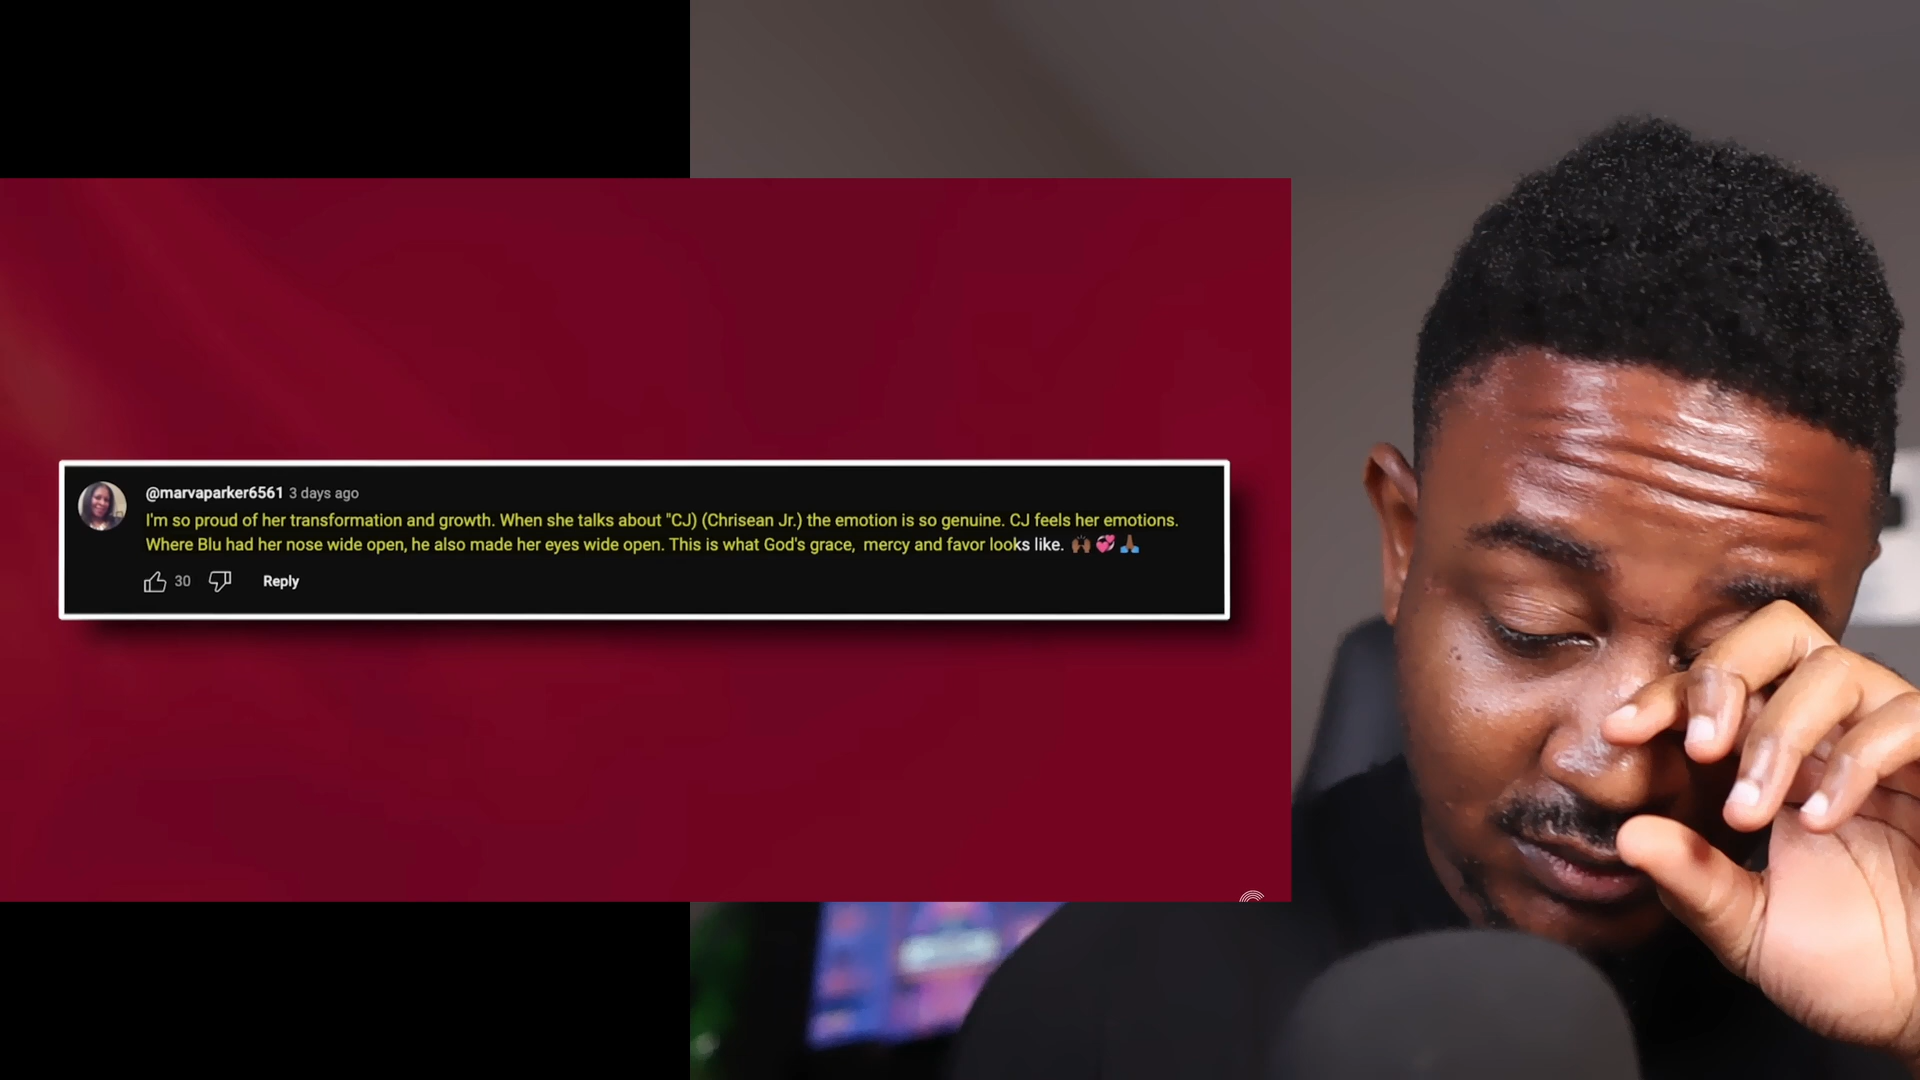 @marvaparker6561 3 days ago
I'm so proud of her transformation and growth. When she talks about "CJ) (Chrisean Jr.) the emotion is so genuine. CJ feels her emotions.
Where Blu had her nose wide open, he also made her eyes wide open. This is what God's grace, mercy and favor looks like. 🙌🏾 💞 🙏🏾
30 Reply